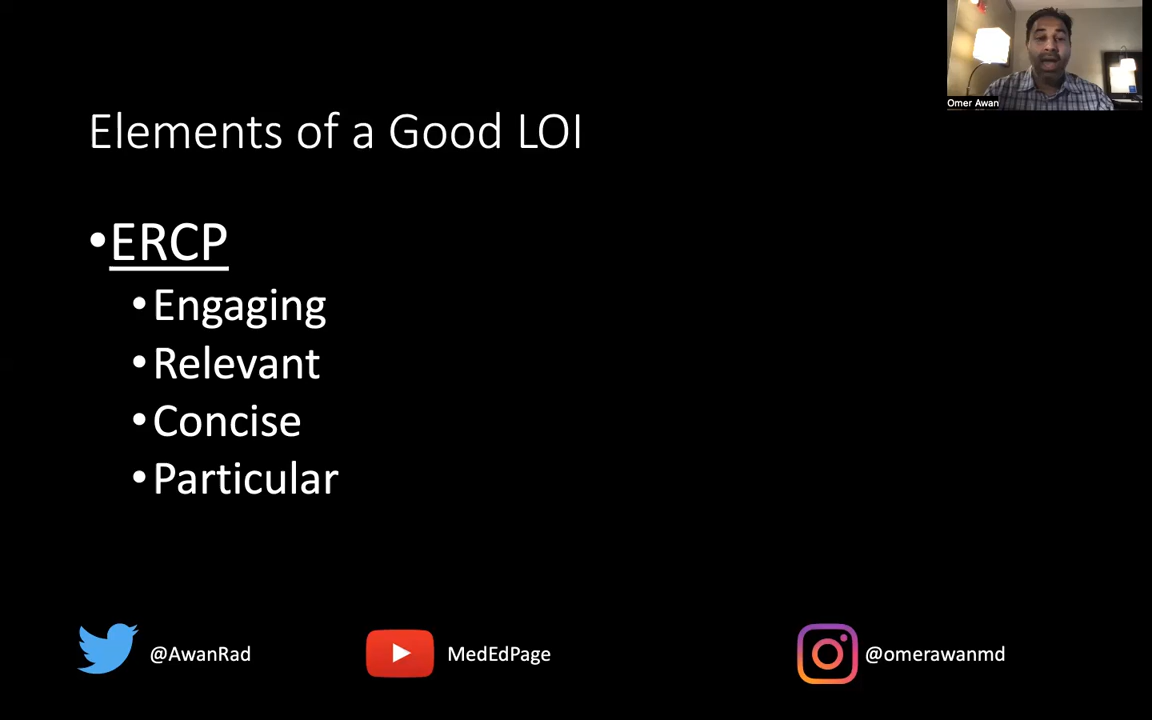 Omer Awan
Elements of a Good LOI
•ERCP
•Engaging
•Relevant
•Concise
•Particular
@AwanRad
MedEdPage
@omerawanmd